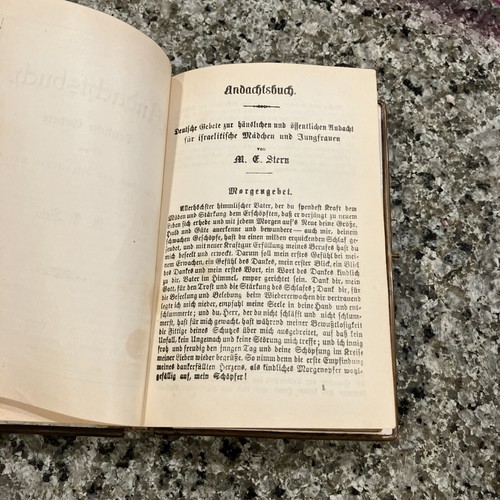 Andachtsbuch.
Deutsche Gebete zur häuslichen und öffentlichen Andacht
für israelitische Mädchen und Jungfrauen
von
M. E. Stern
Morgengebet.
Allerhöchster himmlischer Vater, der du spendest Kraft dem
Müden und Stärkung dem Erschöpften, daß er verjüngt zu neuem
Leben sich erhebe und mit jedem Morgen auf's Neue deine Größe,
Huld und Güte anerkenne und bewundere — auch mir, deinem
schwachen Geschöpfe, hast du einen milden erquickenden Schlaf ge-
sendet, und mit neuer Kraft zur Erfüllung meines Berufes hast du
mich beseelt und erweckt. Darum soll mein erstes Gefühl bei mei-
nem Erwachen, ein Gefühl des Dankes, mein erster Blick, ein Blick
des Dankes und mein erstes Wort, ein Wort des Dankes kindlich
zu dir, Vater im Himmel, empor gerichtet sein. Dank dir, mein
Gott, für den Trost und die Stärkung des Schlafes; Dank dir, für
die Beseelung und Belebung beim Wiedererwachen! dir vertrauend
legte ich mich nieder, empfahl meine Seele in deine Hand und ent-
schlummerte; und du, Herr, der du nicht schläfst und nicht schlum-
merst, hast für mich gewacht, hast während meiner Bewußtlosigkeit
die Fittige deines Schutzes über mich ausgebreitet, auf daß kein
Unfall, kein Ungemach und keine Störung mich treffe; und ich innig
froh und freudig den jungen Tag und deine Schöpfung im Kreise
meiner Lieben wieder begrüße. So nimm denn die erste Empfindung
meines dankerfüllten Herzens, als kindliches Morgenopfer wohl-
gefällig auf, mein Schöpfer!